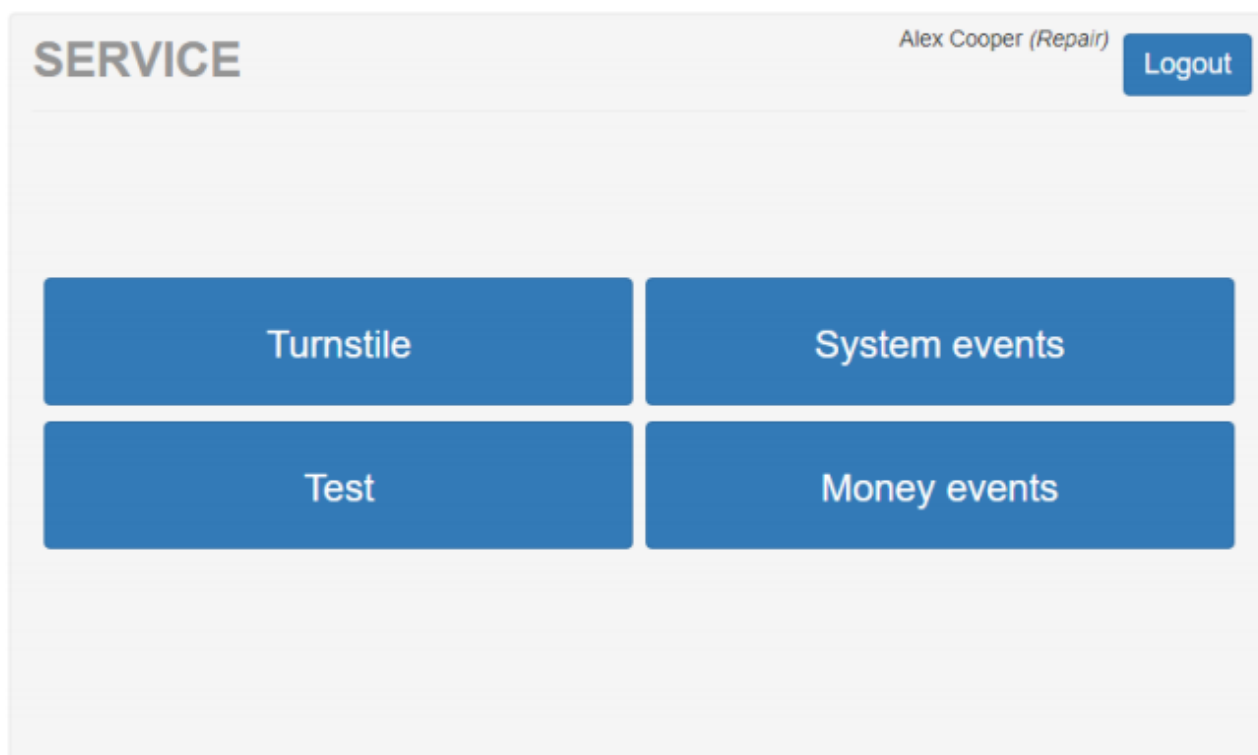 SERVICE
Alex Cooper (Repair)
Logout
Turnstile
System events
Test
Money events